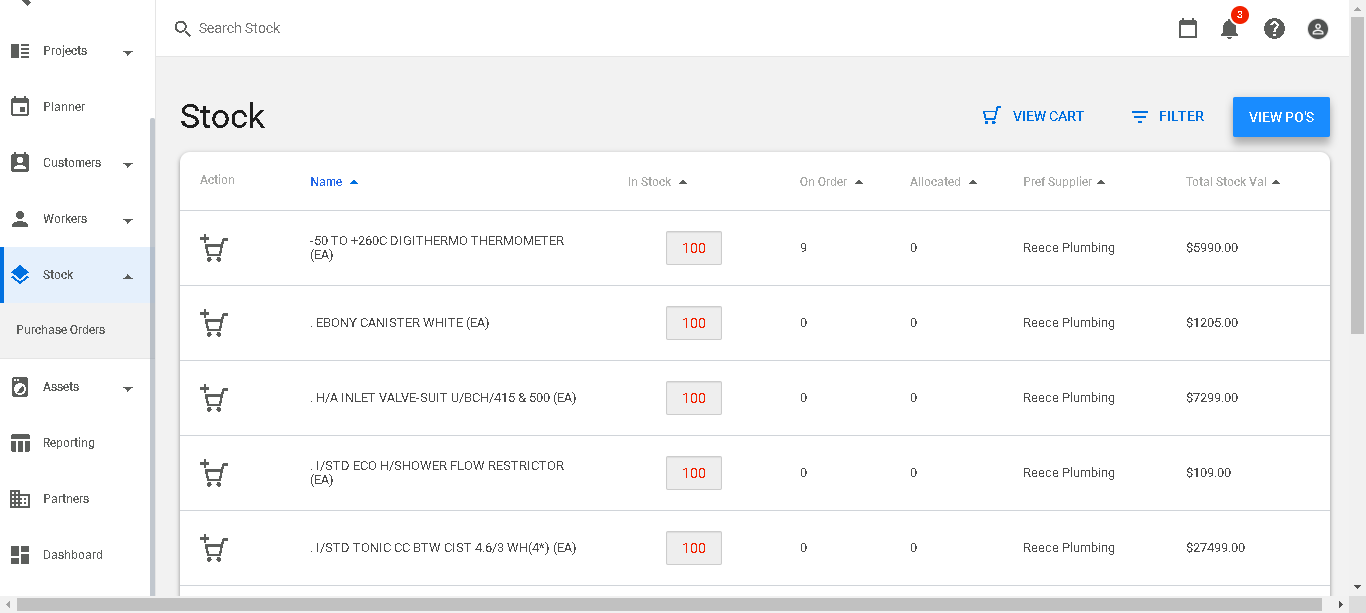 Search Stock
3
Projects
Planner
Customers
Workers
Stock
Purchase Orders
Assets
Reporting
Partners
Dashboard
Stock
VIEW CART
FILTER
VIEW PO'S
Action Name In Stock On Order Allocated Pref Supplier Total Stock Val
-50 TO +260C DIGITHERMO THERMOMETER
(EA) 100 9 0 Reece Plumbing $5990.00
. EBONY CANISTER WHITE (EA) 100 0 0 Reece Plumbing $1205.00
. H/A INLET VALVE-SUIT U/BCH/415 & 500 (EA) 100 0 0 Reece Plumbing $7299.00
. I/STD ECO H/SHOWER FLOW RESTRICTOR
(EA) 100 0 0 Reece Plumbing $109.00
. I/STD TONIC CC BTW CIST 4.6/3 WH(4*) (EA) 100 0 0 Reece Plumbing $27499.00